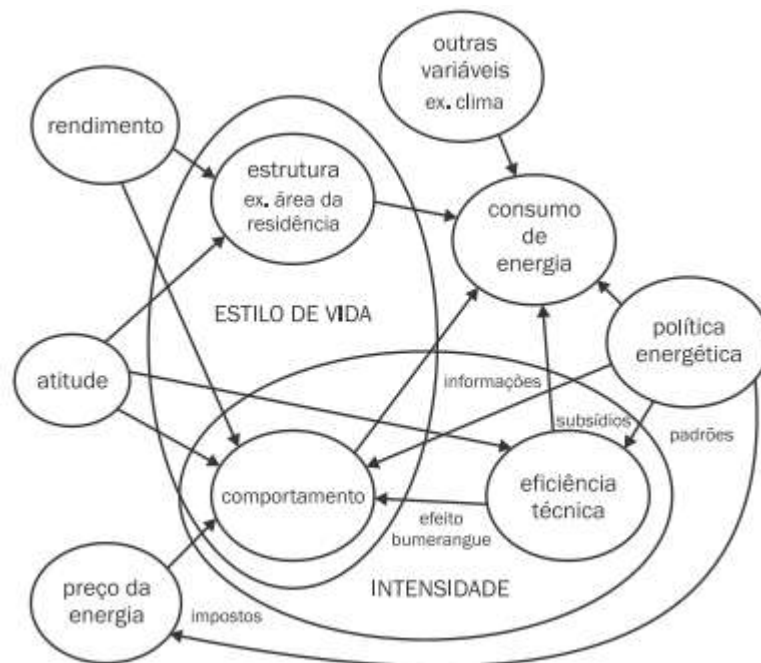 outras
variáveis
ex. clima
rendimento
estrutura
ex. área da
residência
consumo
de
energia
ESTILO DE VIDA
política
energética
atitude
informações
subsídios
padrões
comportamento
eficiência
técnica
efeito
bumerangue
INTENSIDADE
preço da
energia
impostos